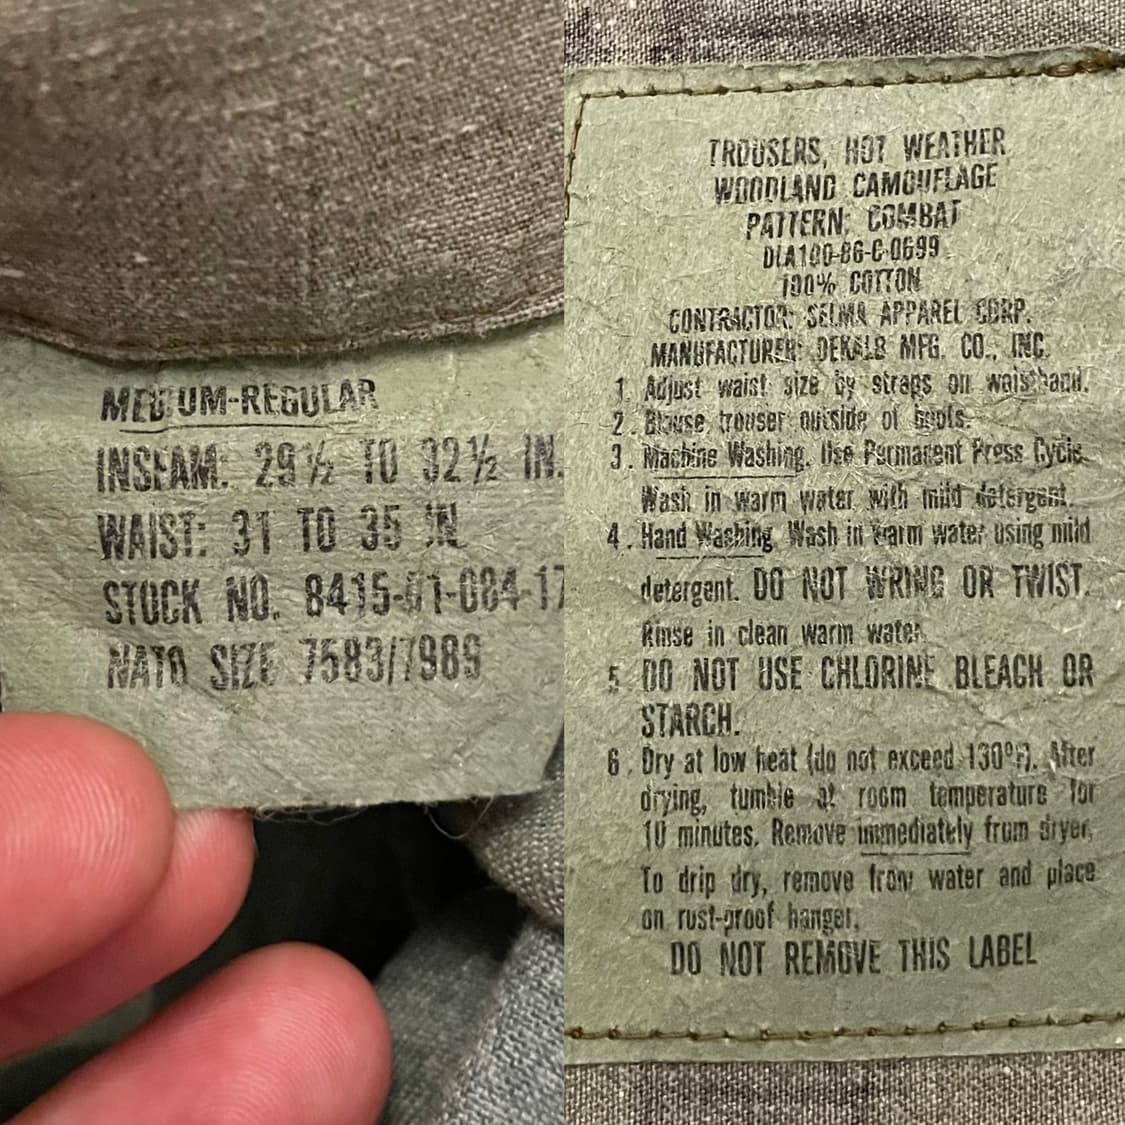 MEDIUM-REGULAR
INSEAM: 29½ TO 32½ IN.
WAIST: 31 TO 35 IN.
STOCK NO. 8415-01-084-17
NATO SIZE 7583/7989
TROUSERS, HOT WEATHER
WOODLAND CAMOUFLAGE
PATTERN: COMBAT
DLA100-86-C-0699
100% COTTON
CONTRACTOR: SELMA APPAREL CORP.
MANUFACTURER: DEKALB MFG. CO., INC.
1. Adjust waist size by straps on waistband.
2. Blouse trouser outside of boots.
3. Machine Washing. Use Permanent Press Cycle.
Wash in warm water with mild detergent.
4. Hand Washing. Wash in warm water using mild
detergent. DO NOT WRING OR TWIST.
Rinse in clean warm water.
5. DO NOT USE CHLORINE BLEACH OR
STARCH.
6. Dry at low heat (do not exceed 130°F). After
drying, tumble at room temperature for
10 minutes. Remove immediately from dryer.
To drip dry, remove from water and place
on rust-proof hanger.
DO NOT REMOVE THIS LABEL